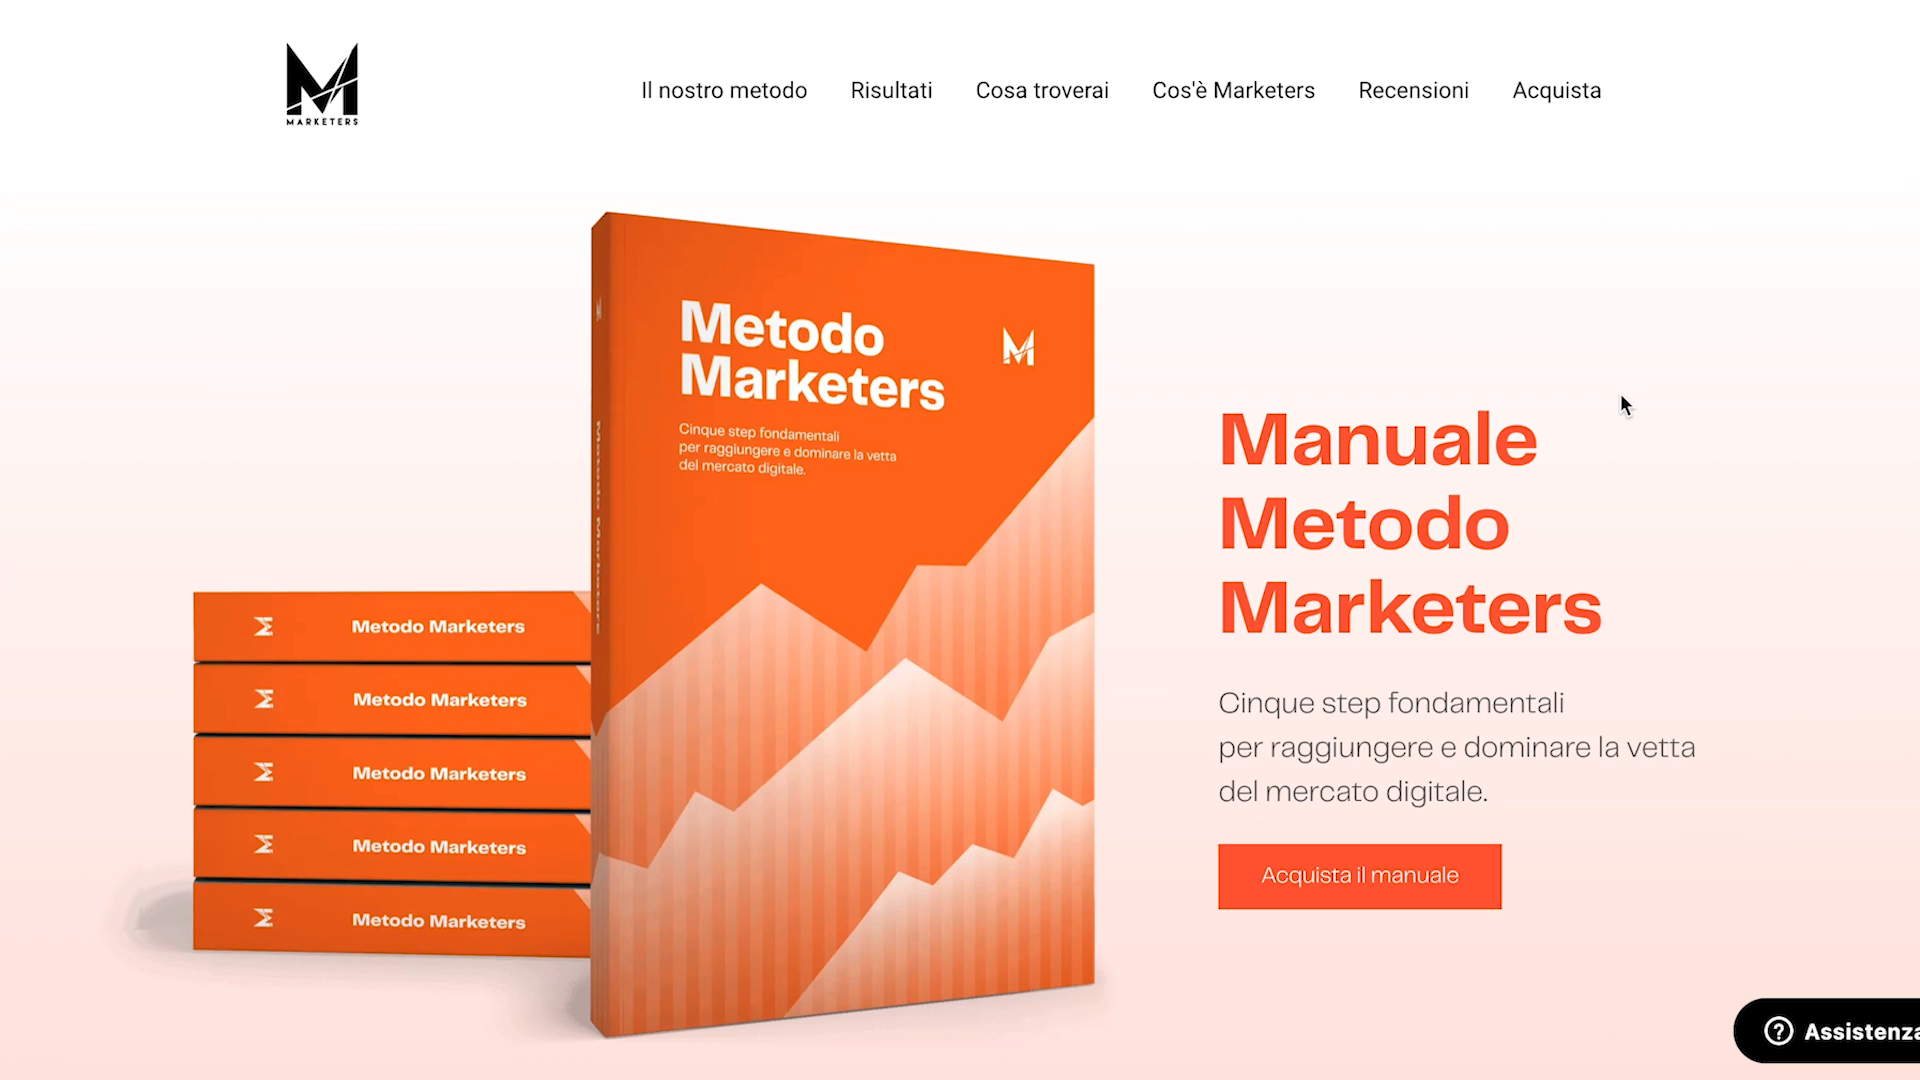 MARKETERS
Il nostro metodo
Risultati
Cosa troverai
Cos'è Marketers
Recensioni
Acquista
Metodo
Marketers
Cinque step fondamentali
per raggiungere e dominare la vetta
del mercato digitale.
Metodo Marketers
Metodo Marketers
Metodo Marketers
Metodo Marketers
Metodo Marketers
Metodo Marketers
Manuale
Metodo
Marketers
Cinque step fondamentali
per raggiungere e dominare la vetta
del mercato digitale.
Acquista il manuale
Assistenza